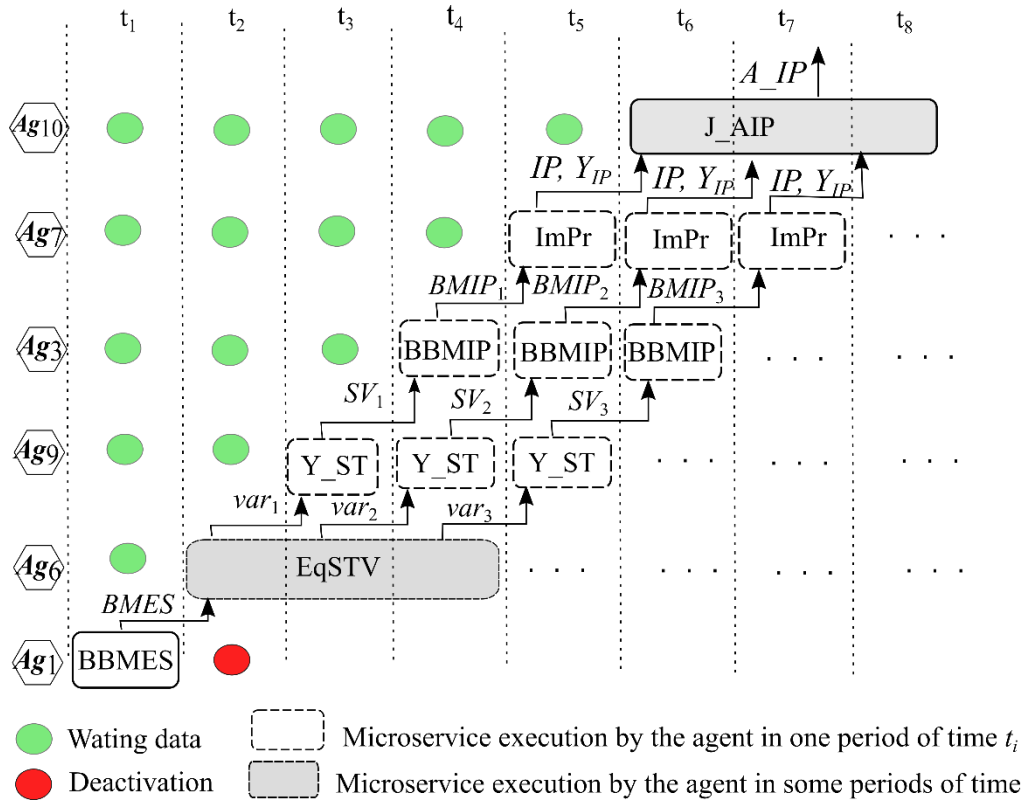 t1 t2 t3 t4 t5 t6 t7 t8
A_IP
Ag10 J_AIP
IP, YIP IP, YIP IP, YIP
Ag7 ImPr ImPr ImPr . . .
BMIP1 BMIP2 BMIP3
Ag3 BBMIP BBMIP BBMIP . . . . . .
SV1 SV2 SV3
Ag9 Y_ST Y_ST Y_ST . . . . . . . . .
var1 var2 var3
Ag6 EqSTV . . . . . . . . . . . .
BMES
Ag1 BBMES
Wating data
Microservice execution by the agent in one period of time ti
Deactivation
Microservice execution by the agent in some periods of time